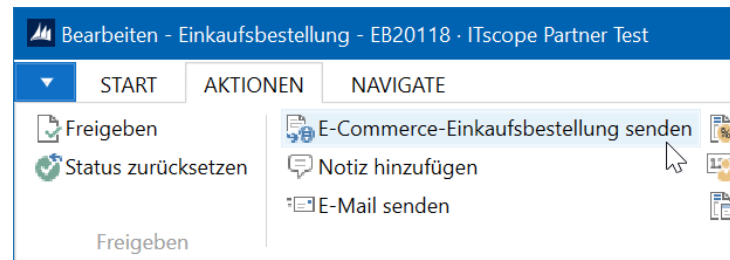 Bearbeiten - Einkaufsbestellung - EB20118 · ITscope Partner Test
START AKTIONEN NAVIGATE
Freigeben E-Commerce-Einkaufsbestellung senden
Status zurücksetzen Notiz hinzufügen
E-Mail senden
Freigeben